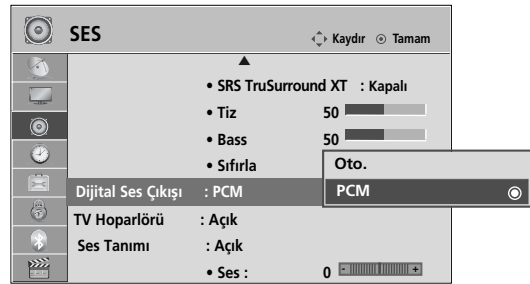 SES
Kaydır Tamam
• SRS TruSurround XT : Kapalı
• Tiz 50
• Bass 50
• Sıfırla
Oto.
Dijital Ses Çıkışı : PCM
PCM
TV Hoparlörü : Açık
Ses Tanımı : Açık
• Ses : 0 - +